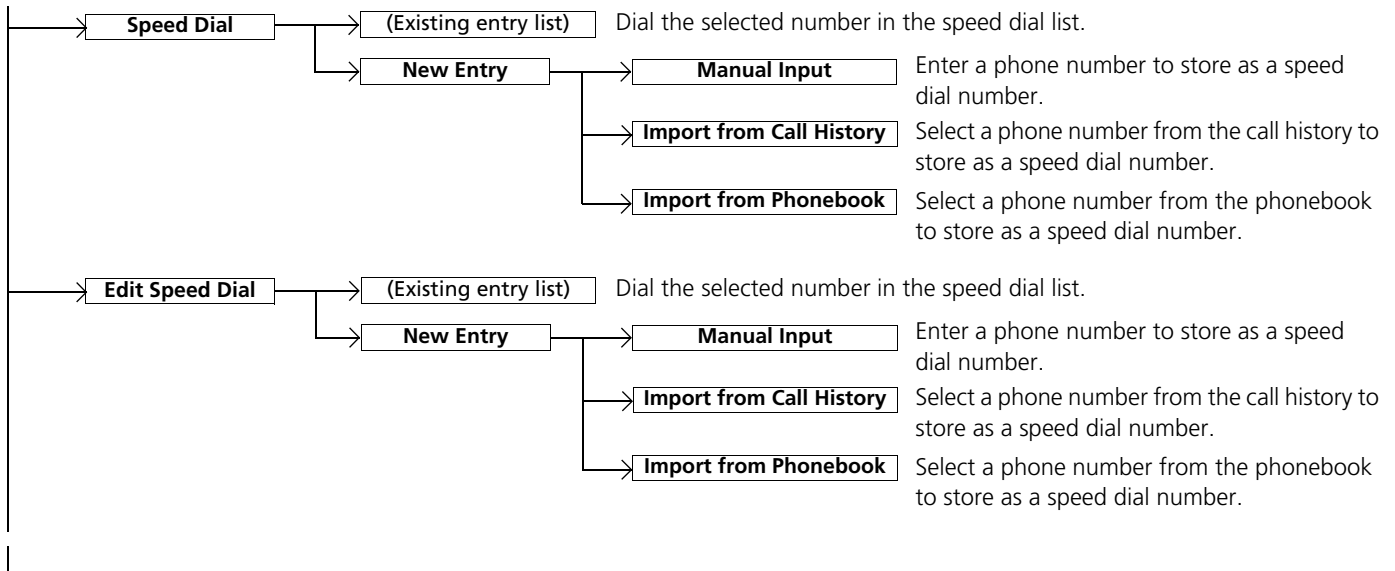 Speed Dial
(Existing entry list)
Dial the selected number in the speed dial list.
New Entry
Manual Input
Enter a phone number to store as a speed
dial number.
Import from Call History
Select a phone number from the call history to
store as a speed dial number.
Import from Phonebook
Select a phone number from the phonebook
to store as a speed dial number.
Edit Speed Dial
(Existing entry list)
Dial the selected number in the speed dial list.
New Entry
Manual Input
Enter a phone number to store as a speed
dial number.
Import from Call History
Select a phone number from the call history to
store as a speed dial number.
Import from Phonebook
Select a phone number from the phonebook
to store as a speed dial number.